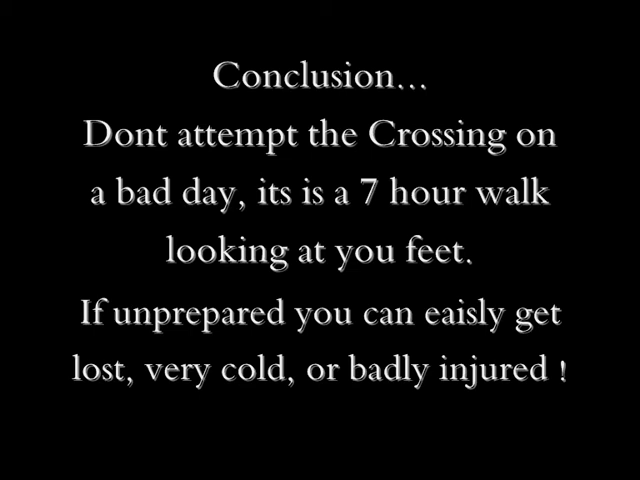 Conclusion...
Dont attempt the Crossing on
a bad day, its is a 7 hour walk
looking at you feet.
If unprepared you can eaisly get
lost, very cold, or badly injured !